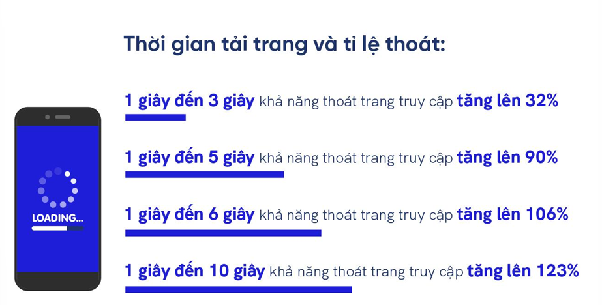 Thời gian tải trang và tỉ lệ thoát:
1 giây đến 3 giây khả năng thoát trang truy cập tăng lên 32%
1 giây đến 5 giây khả năng thoát trang truy cập tăng lên 90%
LOADING...
1 giây đến 6 giây khả năng thoát trang truy cập tăng lên 106%
1 giây đến 10 giây khả năng thoát trang truy cập tăng lên 123%